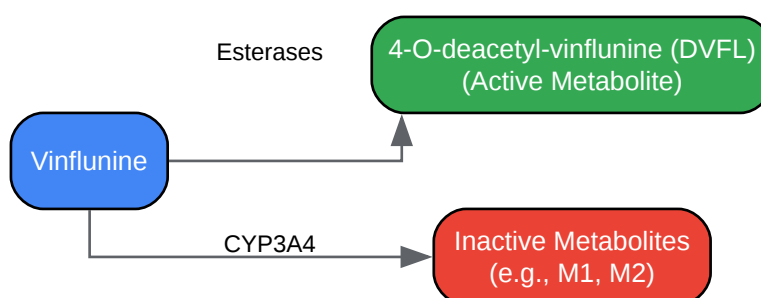 Esterases
4-O-deacetyl-vinflunine (DVFL)
(Active Metabolite)
Vinflunine
CYP3A4
Inactive Metabolites
(e.g., M1, M2)